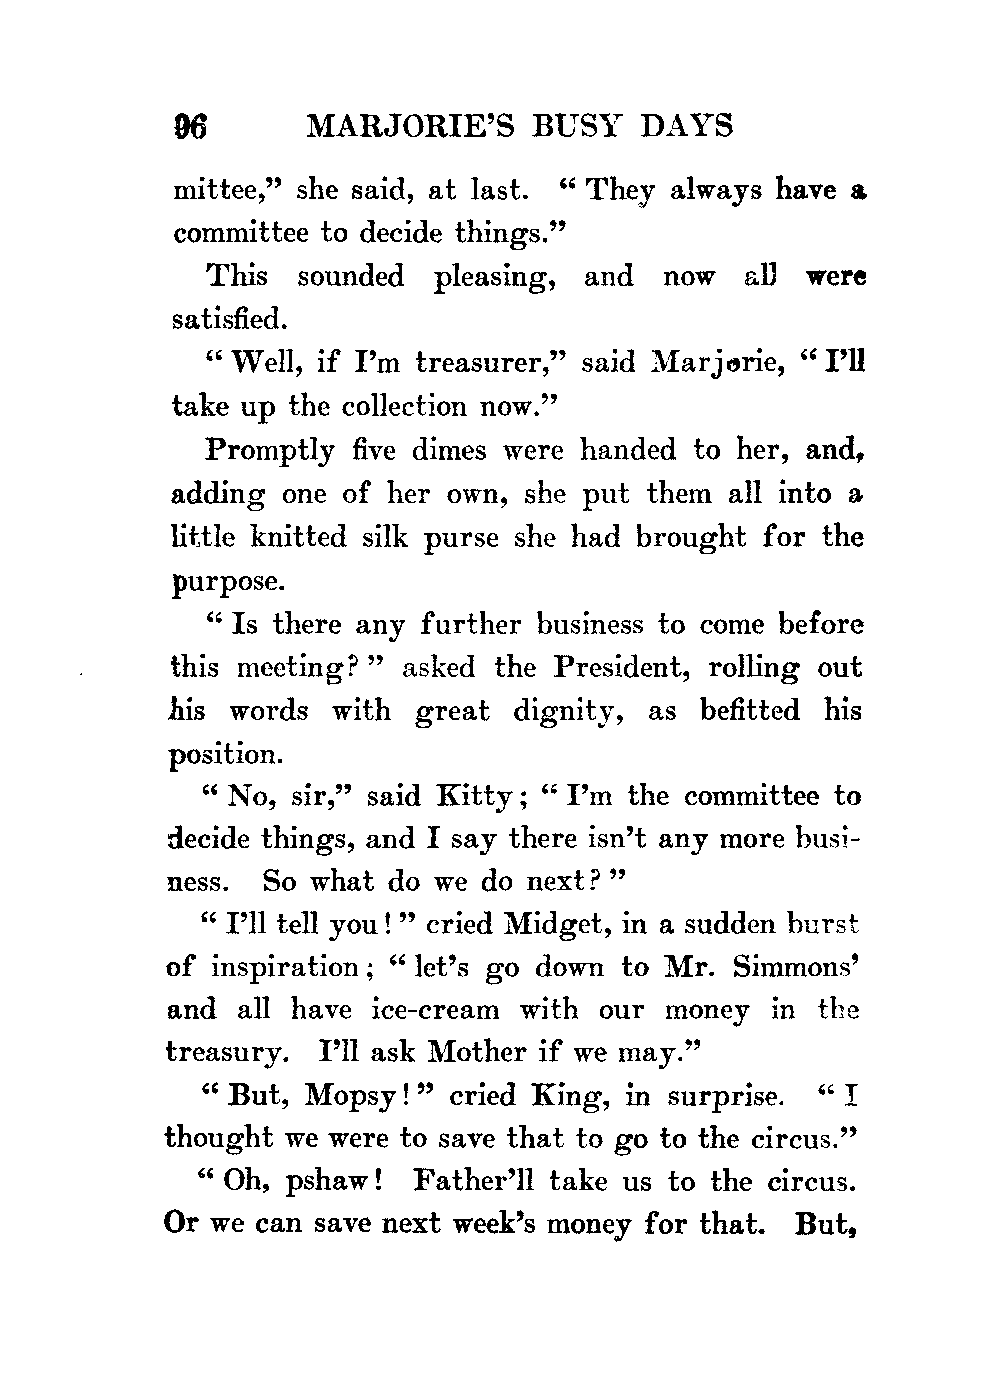 96 MARJORIE'S BUSY DAYS
mittee," she said, at last. "They always have a
committee to decide things."
This sounded pleasing, and now all were
satisfied.
"Well, if I'm treasurer," said Marjorie, "I'll
take up the collection now."
Promptly five dimes were handed to her, and,
adding one of her own, she put them all into a
little knitted silk purse she had brought for the
purpose.
"Is there any further business to come before
this meeting?" asked the President, rolling out
his words with great dignity, as befitted his
position.
"No, sir," said Kitty; "I'm the committee to
decide things, and I say there isn't any more busi-
ness. So what do we do next?"
"I'll tell you!" cried Midget, in a sudden burst
of inspiration; "let's go down to Mr. Simmons'
and all have ice-cream with our money in the
treasury. I'll ask Mother if we may."
"But, Mopsy!" cried King, in surprise. "I
thought we were to save that to go to the circus."
"Oh, pshaw! Father'll take us to the circus.
Or we can save next week's money for that. But,